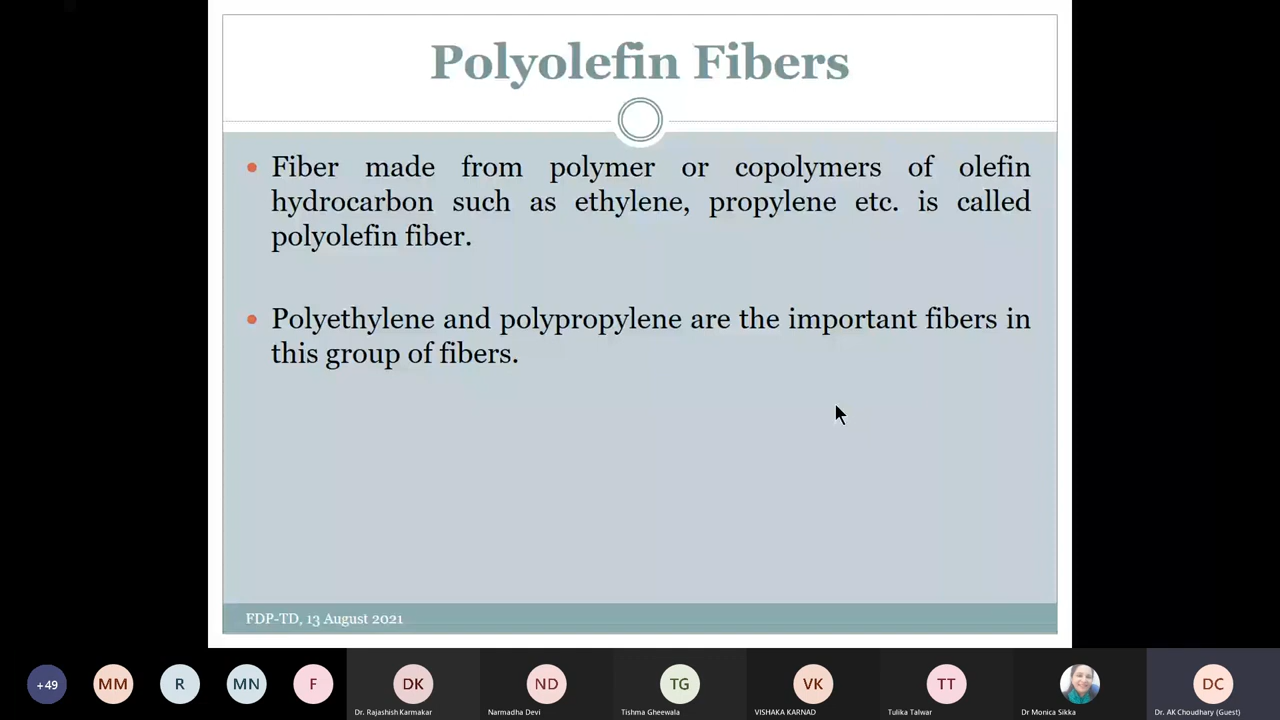 Polyolefin Fibers
• Fiber made from polymer or copolymers of olefin
hydrocarbon such as ethylene, propylene etc. is called
polyolefin fiber.
• Polyethylene and polypropylene are the important fibers in
this group of fibers.
FDP-TD, 13 August 2021
+49
MM
R
MN
F
DK
ND
TG
VK
TT
DC
Dr. Rajashish Karmakar
Narmadha Devi
Tishma Gheewala
VISHAKA KARNAD
Tulika Talwar
Dr Monica Sikka
Dr. AK Choudhary (Guest)